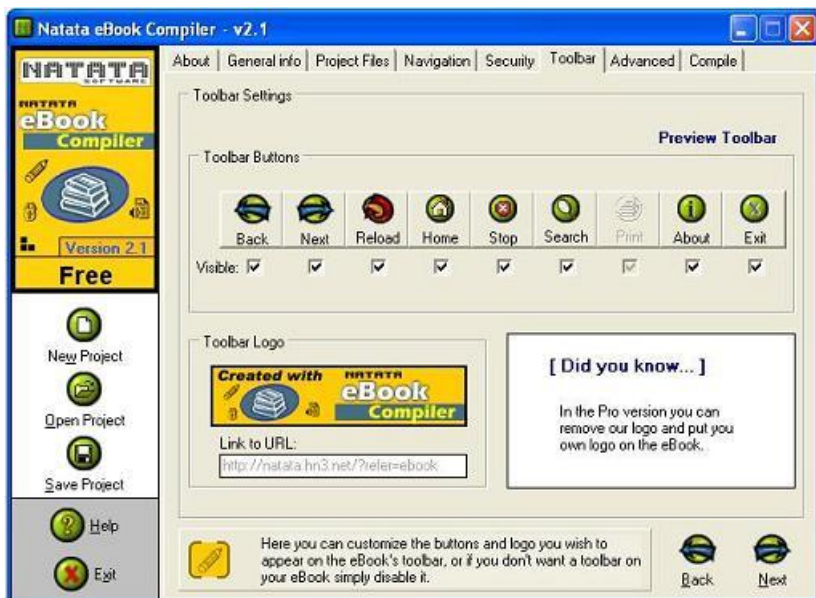 Natata eBook Compiler - v2.1
NATATA
SOFTWARE
NATATA
eBook
Compiler
Version 2.1
Free
New Project
Open Project
Save Project
Help
Exit
About General info Project Files Navigation Security Toolbar Advanced Compile
Toolbar Settings
Preview Toolbar
Toolbar Buttons
Back Next Reload Home Stop Search Print About Exit
Visible:
Toolbar Logo
Created with NATATA
eBook
Compiler
Link to URL:
http://natata.hn3.net/?refer=ebook
[ Did you know... ]
In the Pro version you can
remove our logo and put you
own logo on the eBook.
Here you can customize the buttons and logo you wish to
appear on the eBook's toolbar, or if you don't want a toolbar on
your eBook simply disable it.
Back Next